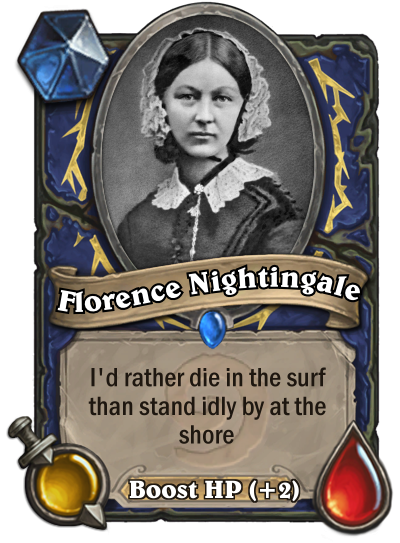 Florence Nightingale
I'd rather die in the surf
than stand idly by at the
shore
Boost HP (+2)